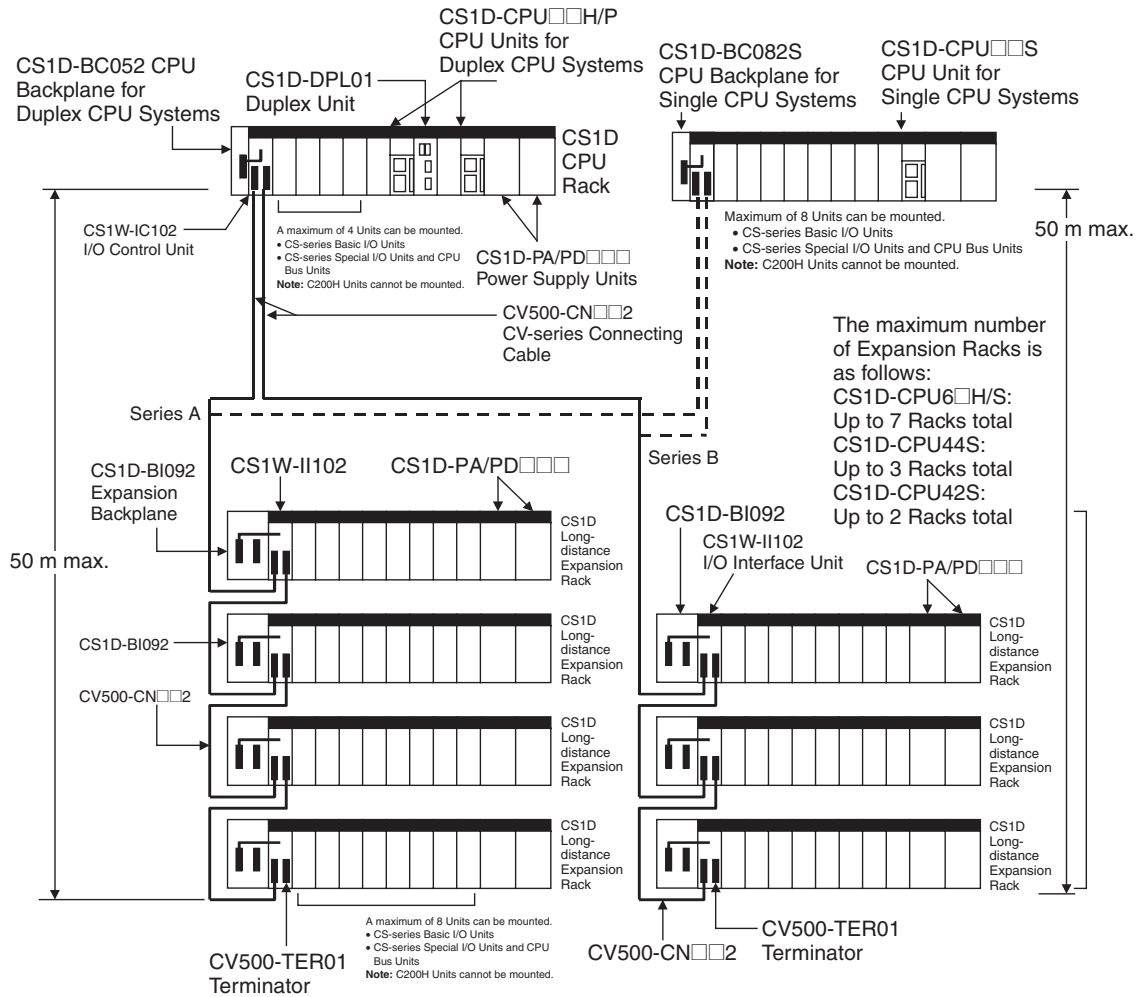 CS1D-BC052 CPU
Backplane for
Duplex CPU Systems
CS1D-DPL01
Duplex Unit
CS1D-CPU□□H/P
CPU Units for
Duplex CPU Systems
CS1D-BC082S
CPU Backplane for
Single CPU Systems
CS1D-CPU□□S
CPU Unit for
Single CPU Systems
CS1D
CPU
Rack
CS1W-IC102
I/O Control Unit
A maximum of 4 Units can be mounted.
• CS-series Basic I/O Units
• CS-series Special I/O Units and CPU
Bus Units
Note: C200H Units cannot be mounted.
CS1D-PA/PD□□□
Power Supply Units
Maximum of 8 Units can be mounted.
• CS-series Basic I/O Units
• CS-series Special I/O Units and CPU Bus Units
Note: C200H Units cannot be mounted.
50 m max.
CV500-CN□□2
CV-series Connecting
Cable
The maximum number
of Expansion Racks is
as follows:
CS1D-CPU6□H/S:
Up to 7 Racks total
CS1D-CPU44S:
Up to 3 Racks total
CS1D-CPU42S:
Up to 2 Racks total
Series A
Series B
CS1D-BI092
Expansion
Backplane
CS1W-II102
CS1D-PA/PD□□□
CS1D
Long-
distance
Expansion
Rack
50 m max.
CS1D-BI092
CS1W-II102
I/O Interface Unit
CS1D-PA/PD□□□
CS1D-BI092
CS1D
Long-
distance
Expansion
Rack
CS1D
Long-
distance
Expansion
Rack
CV500-CN□□2
CS1D
Long-
distance
Expansion
Rack
CS1D
Long-
distance
Expansion
Rack
CS1D
Long-
distance
Expansion
Rack
CS1D
Long-
distance
Expansion
Rack
A maximum of 8 Units can be mounted.
• CS-series Basic I/O Units
• CS-series Special I/O Units and CPU
Bus Units
Note: C200H Units cannot be mounted.
CV500-TER01
Terminator
CV500-CN□□2
CV500-TER01
Terminator